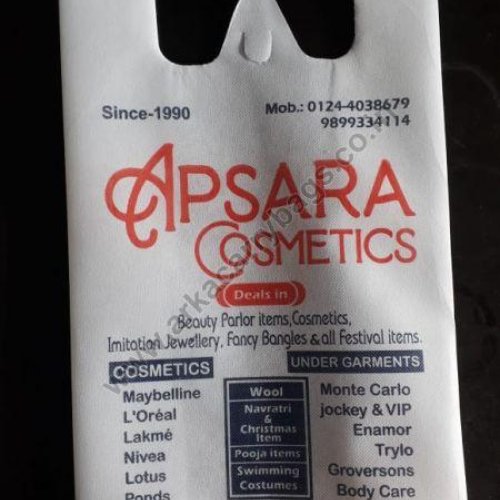 Since-1990
Mob.: 0124-4038679
9899334114
APSARA
COSMETICS
Deals in
Beauty Parlor items,Cosmetics,
Imitation Jewellery, Fancy Bangles & all Festival items.
COSMETICS
Maybelline
L'Oréal
Lakmé
Nivea
Lotus
Ponds
Wool
Navratri
&
Christmas
Item
Pooja items
Swimming
Costumes
UNDER GARMENTS
Monte Carlo
jockey & VIP
Enamor
Trylo
Groversons
Body Care